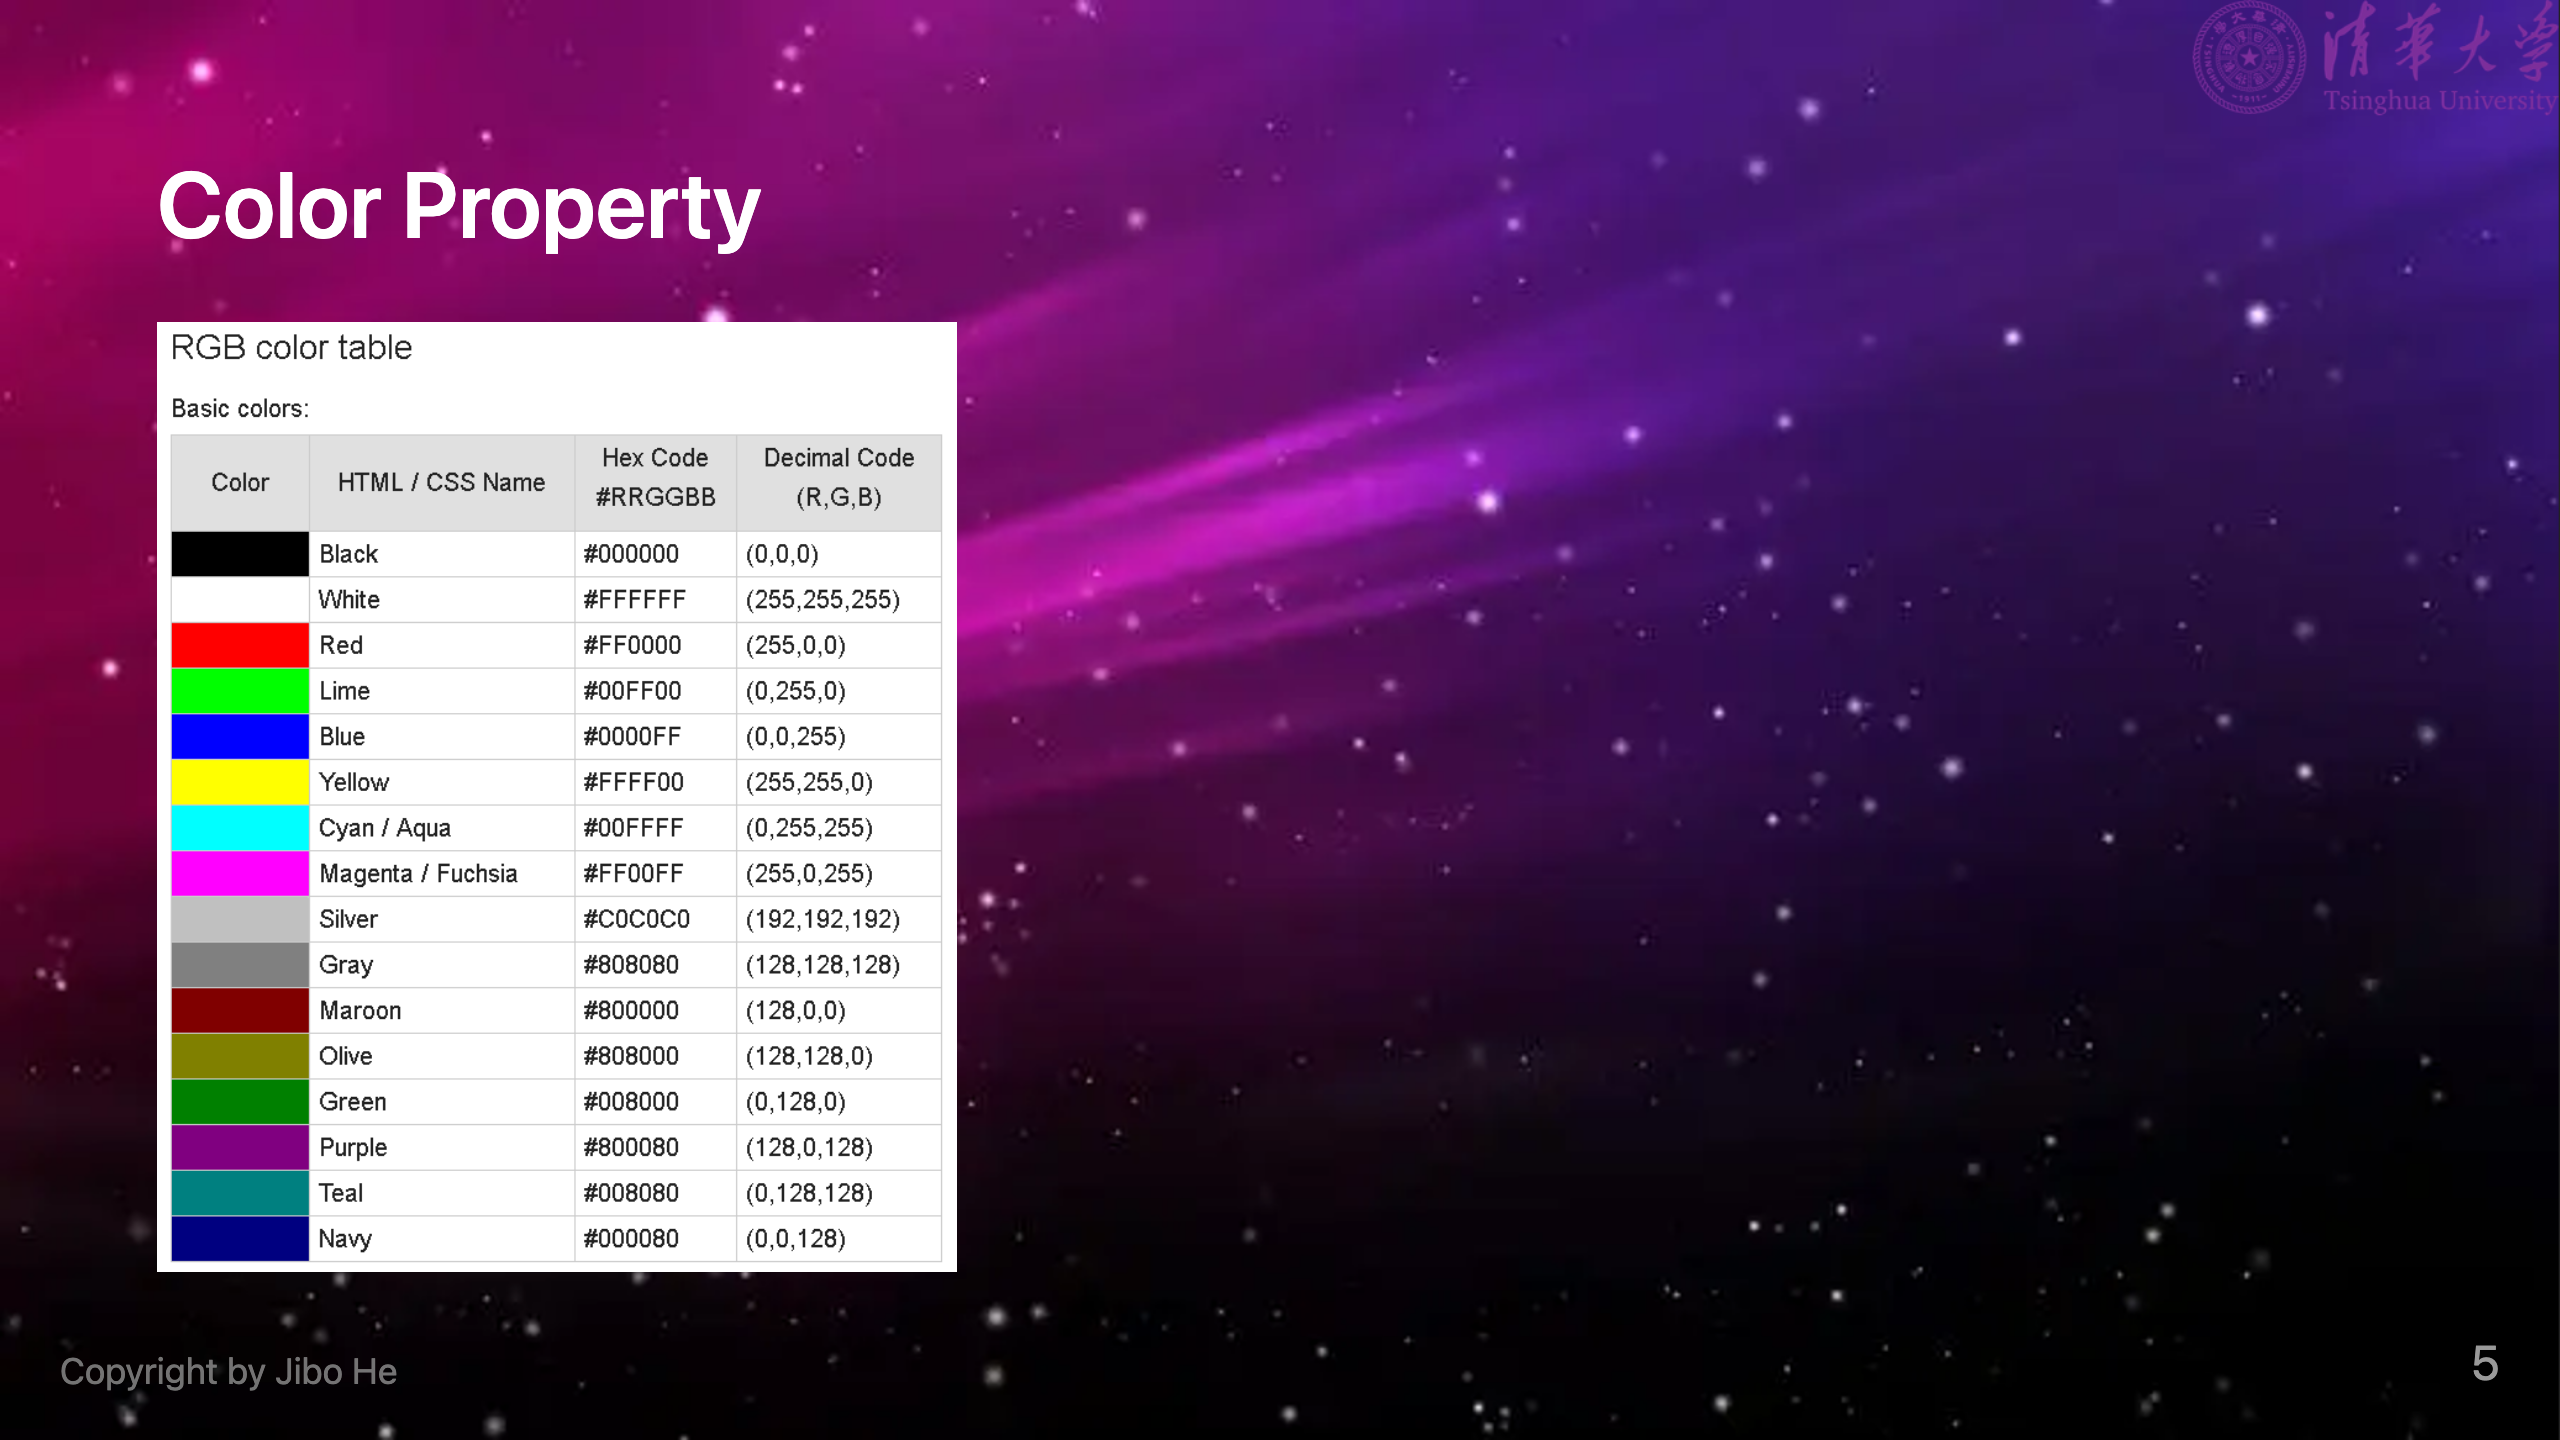 清华大学
Tsinghua University
Color Property
RGB color table
Basic colors:
Color HTML / CSS Name Hex Code #RRGGBB Decimal Code (R,G,B)
Black #000000 (0,0,0)
White #FFFFFF (255,255,255)
Red #FF0000 (255,0,0)
Lime #00FF00 (0,255,0)
Blue #0000FF (0,0,255)
Yellow #FFFF00 (255,255,0)
Cyan / Aqua #00FFFF (0,255,255)
Magenta / Fuchsia #FF00FF (255,0,255)
Silver #C0C0C0 (192,192,192)
Gray #808080 (128,128,128)
Maroon #800000 (128,0,0)
Olive #808000 (128,128,0)
Green #008000 (0,128,0)
Purple #800080 (128,0,128)
Teal #008080 (0,128,128)
Navy #000080 (0,0,128)
Copyright by Jibo He
5